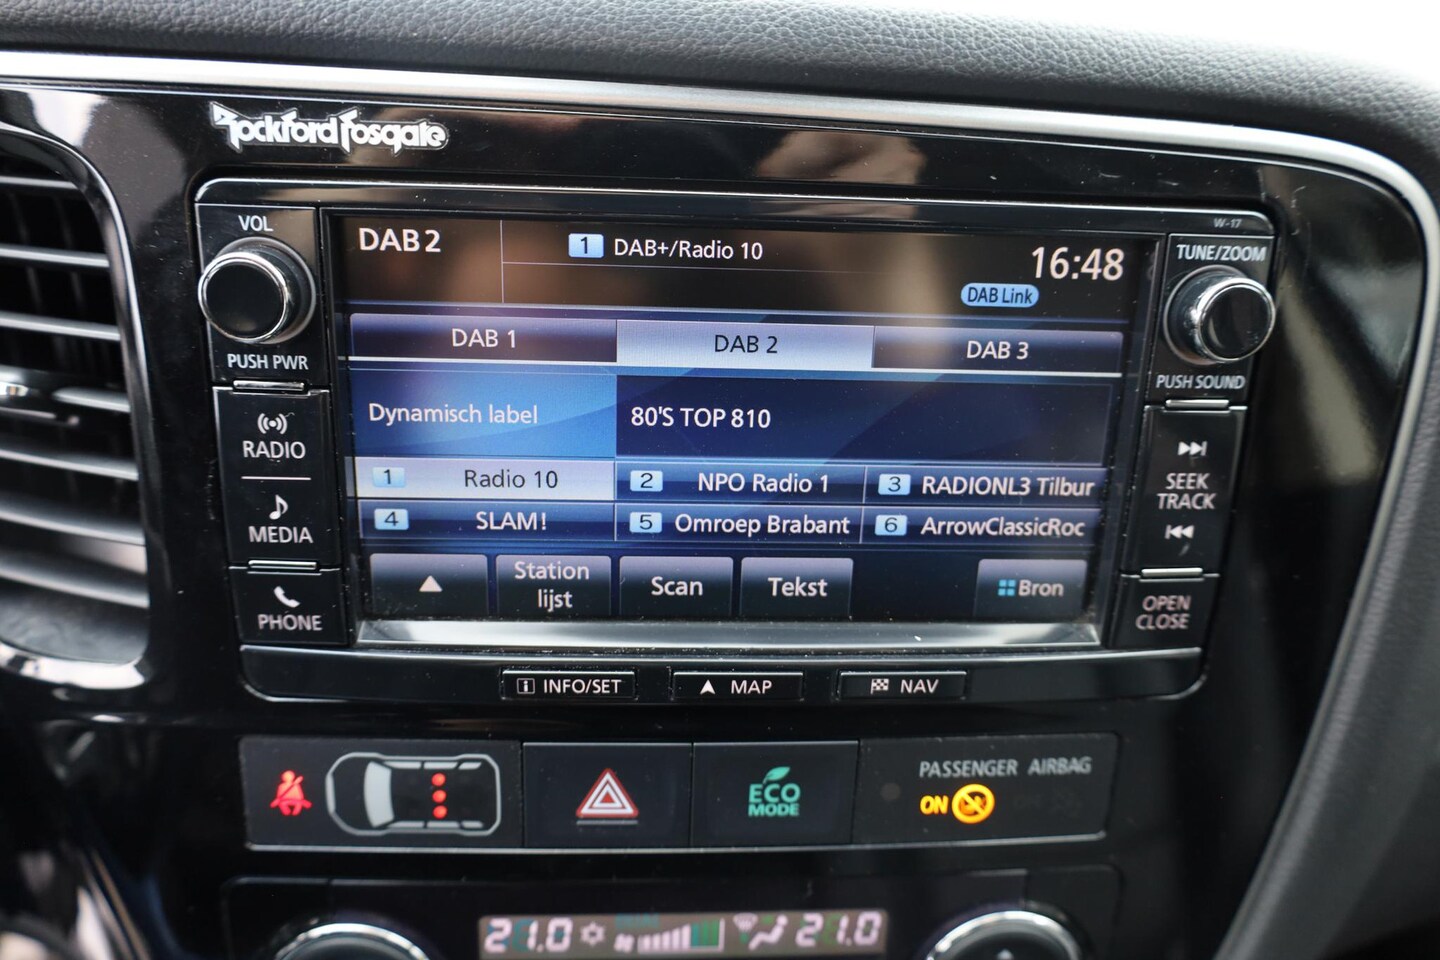 Rockford Fosgate
W-17
VOL
PUSH PWR
RADIO
MEDIA
PHONE
DAB2
1 DAB+/Radio 10
16:48
DAB Link
DAB 1
DAB 2
DAB 3
Dynamisch label
80'S TOP 810
1 Radio 10
2 NPO Radio 1
3 RADIONL3 Tilbur
4 SLAM!
5 Omroep Brabant
6 ArrowClassicRoc
Station
lijst
Scan
Tekst
Bron
TUNE/ZOOM
PUSH SOUND
SEEK
TRACK
OPEN
CLOSE
INFO/SET
MAP
NAV
ECO
MODE
PASSENGER AIRBAG
ON
21.0
21.0